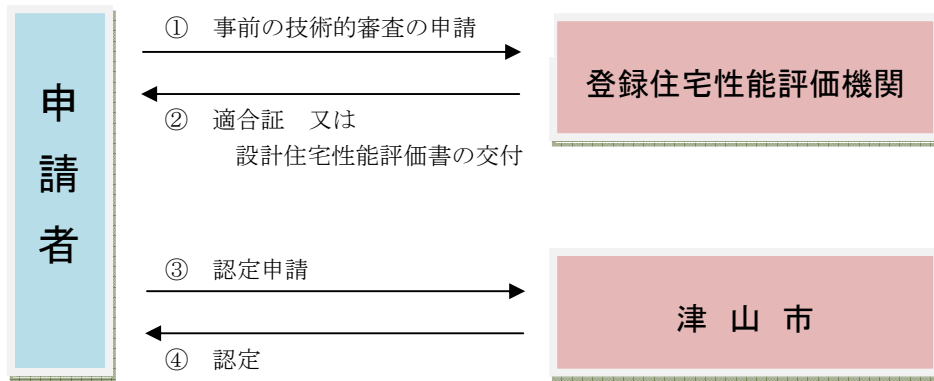 申請者
① 事前の技術的審査の申請
登録住宅性能評価機関
② 適合証 又は
設計住宅性能評価書の交付
③ 認定申請
津山市
④ 認定